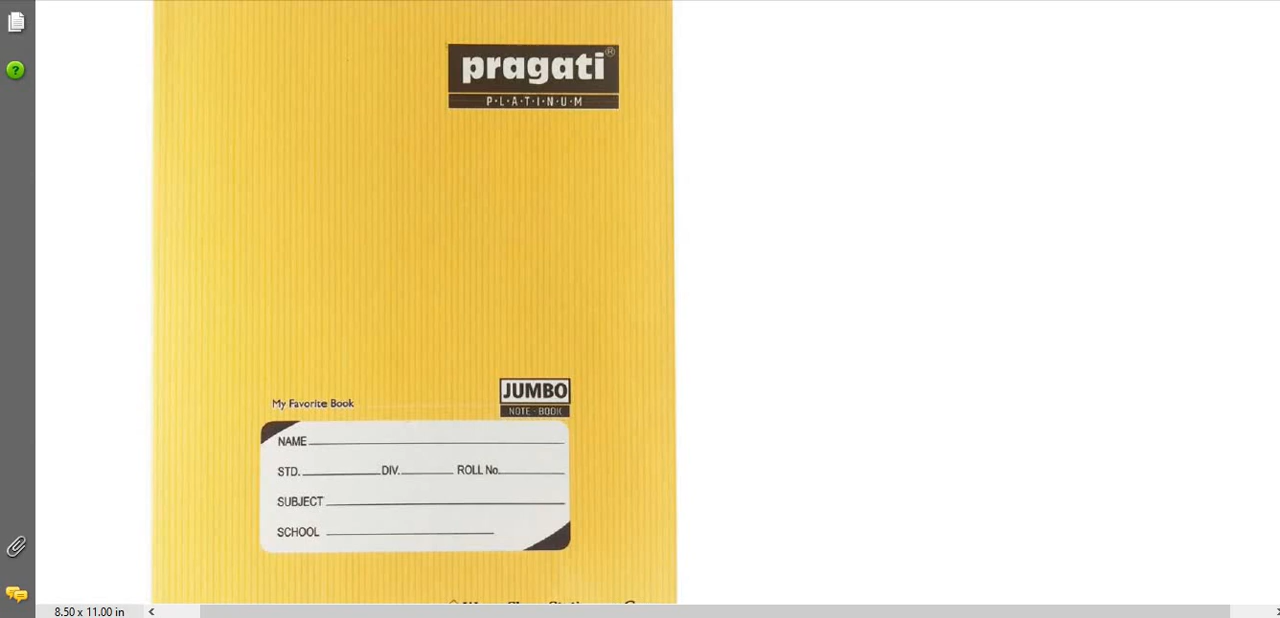 pragati®
P·L·A·T·I·N·U·M
JUMBO
My Favorite Book
NOTE - BOOK
NAME
STD. DIV. ROLL No.
SUBJECT
SCHOOL
8.50 x 11.00 in